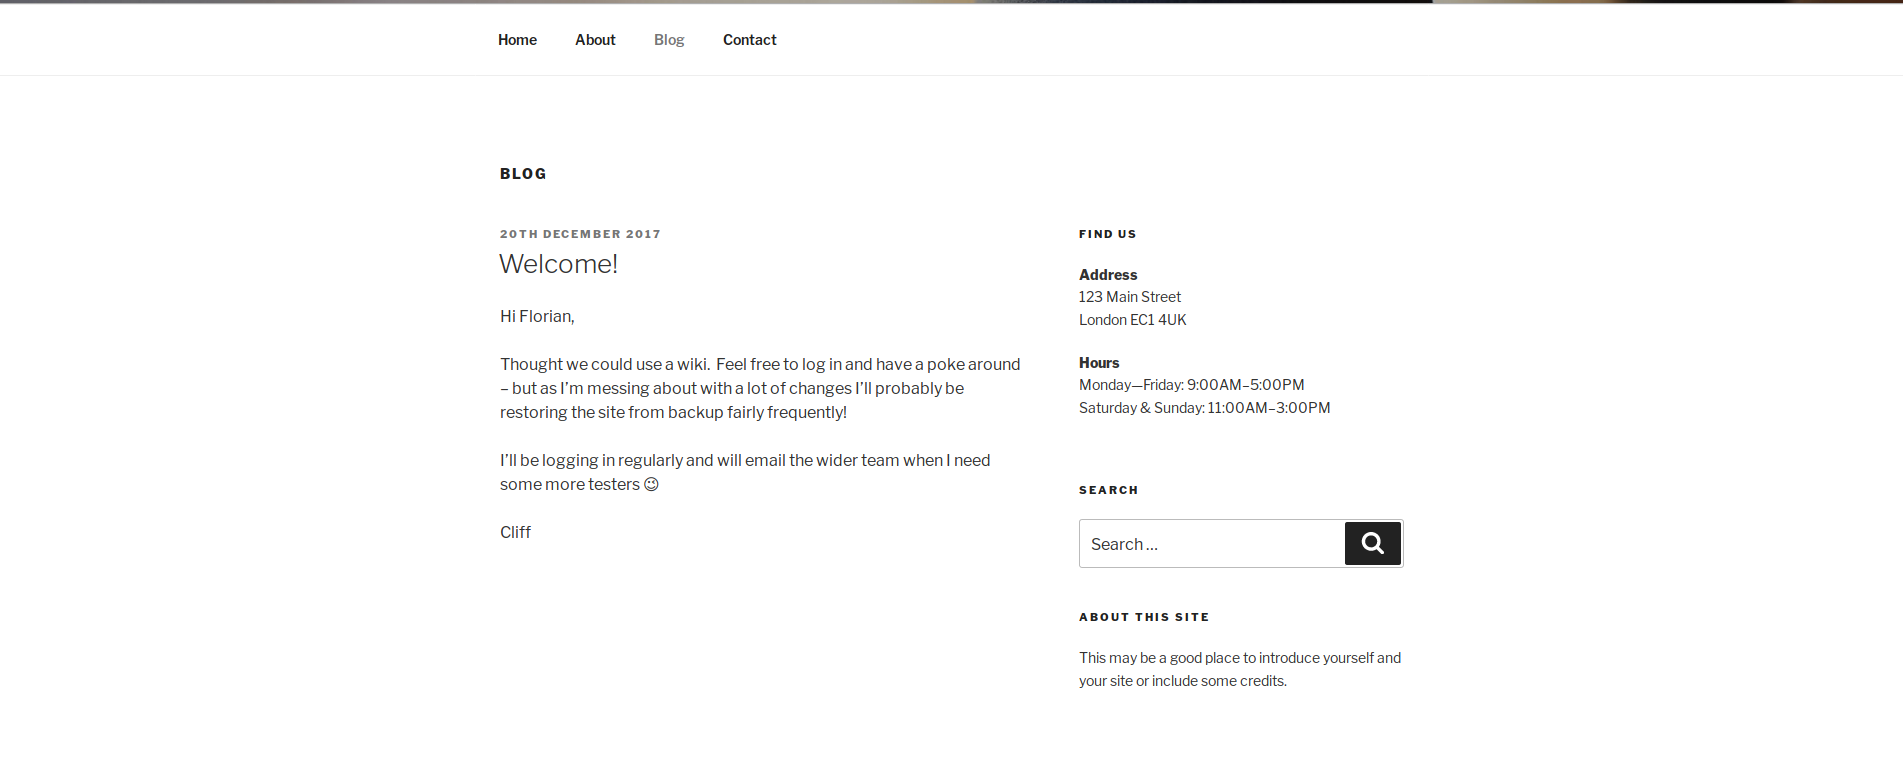 Home About Blog Contact
BLOG
20TH DECEMBER 2017
Welcome!
Hi Florian,
Thought we could use a wiki. Feel free to log in and have a poke around
– but as I’m messing about with a lot of changes I’ll probably be
restoring the site from backup fairly frequently!
I’ll be logging in regularly and will email the wider team when I need
some more testers 😉
Cliff
FIND US
Address
123 Main Street
London EC1 4UK
Hours
Monday—Friday: 9:00AM–5:00PM
Saturday & Sunday: 11:00AM–3:00PM
SEARCH
Search …
ABOUT THIS SITE
This may be a good place to introduce yourself and
your site or include some credits.